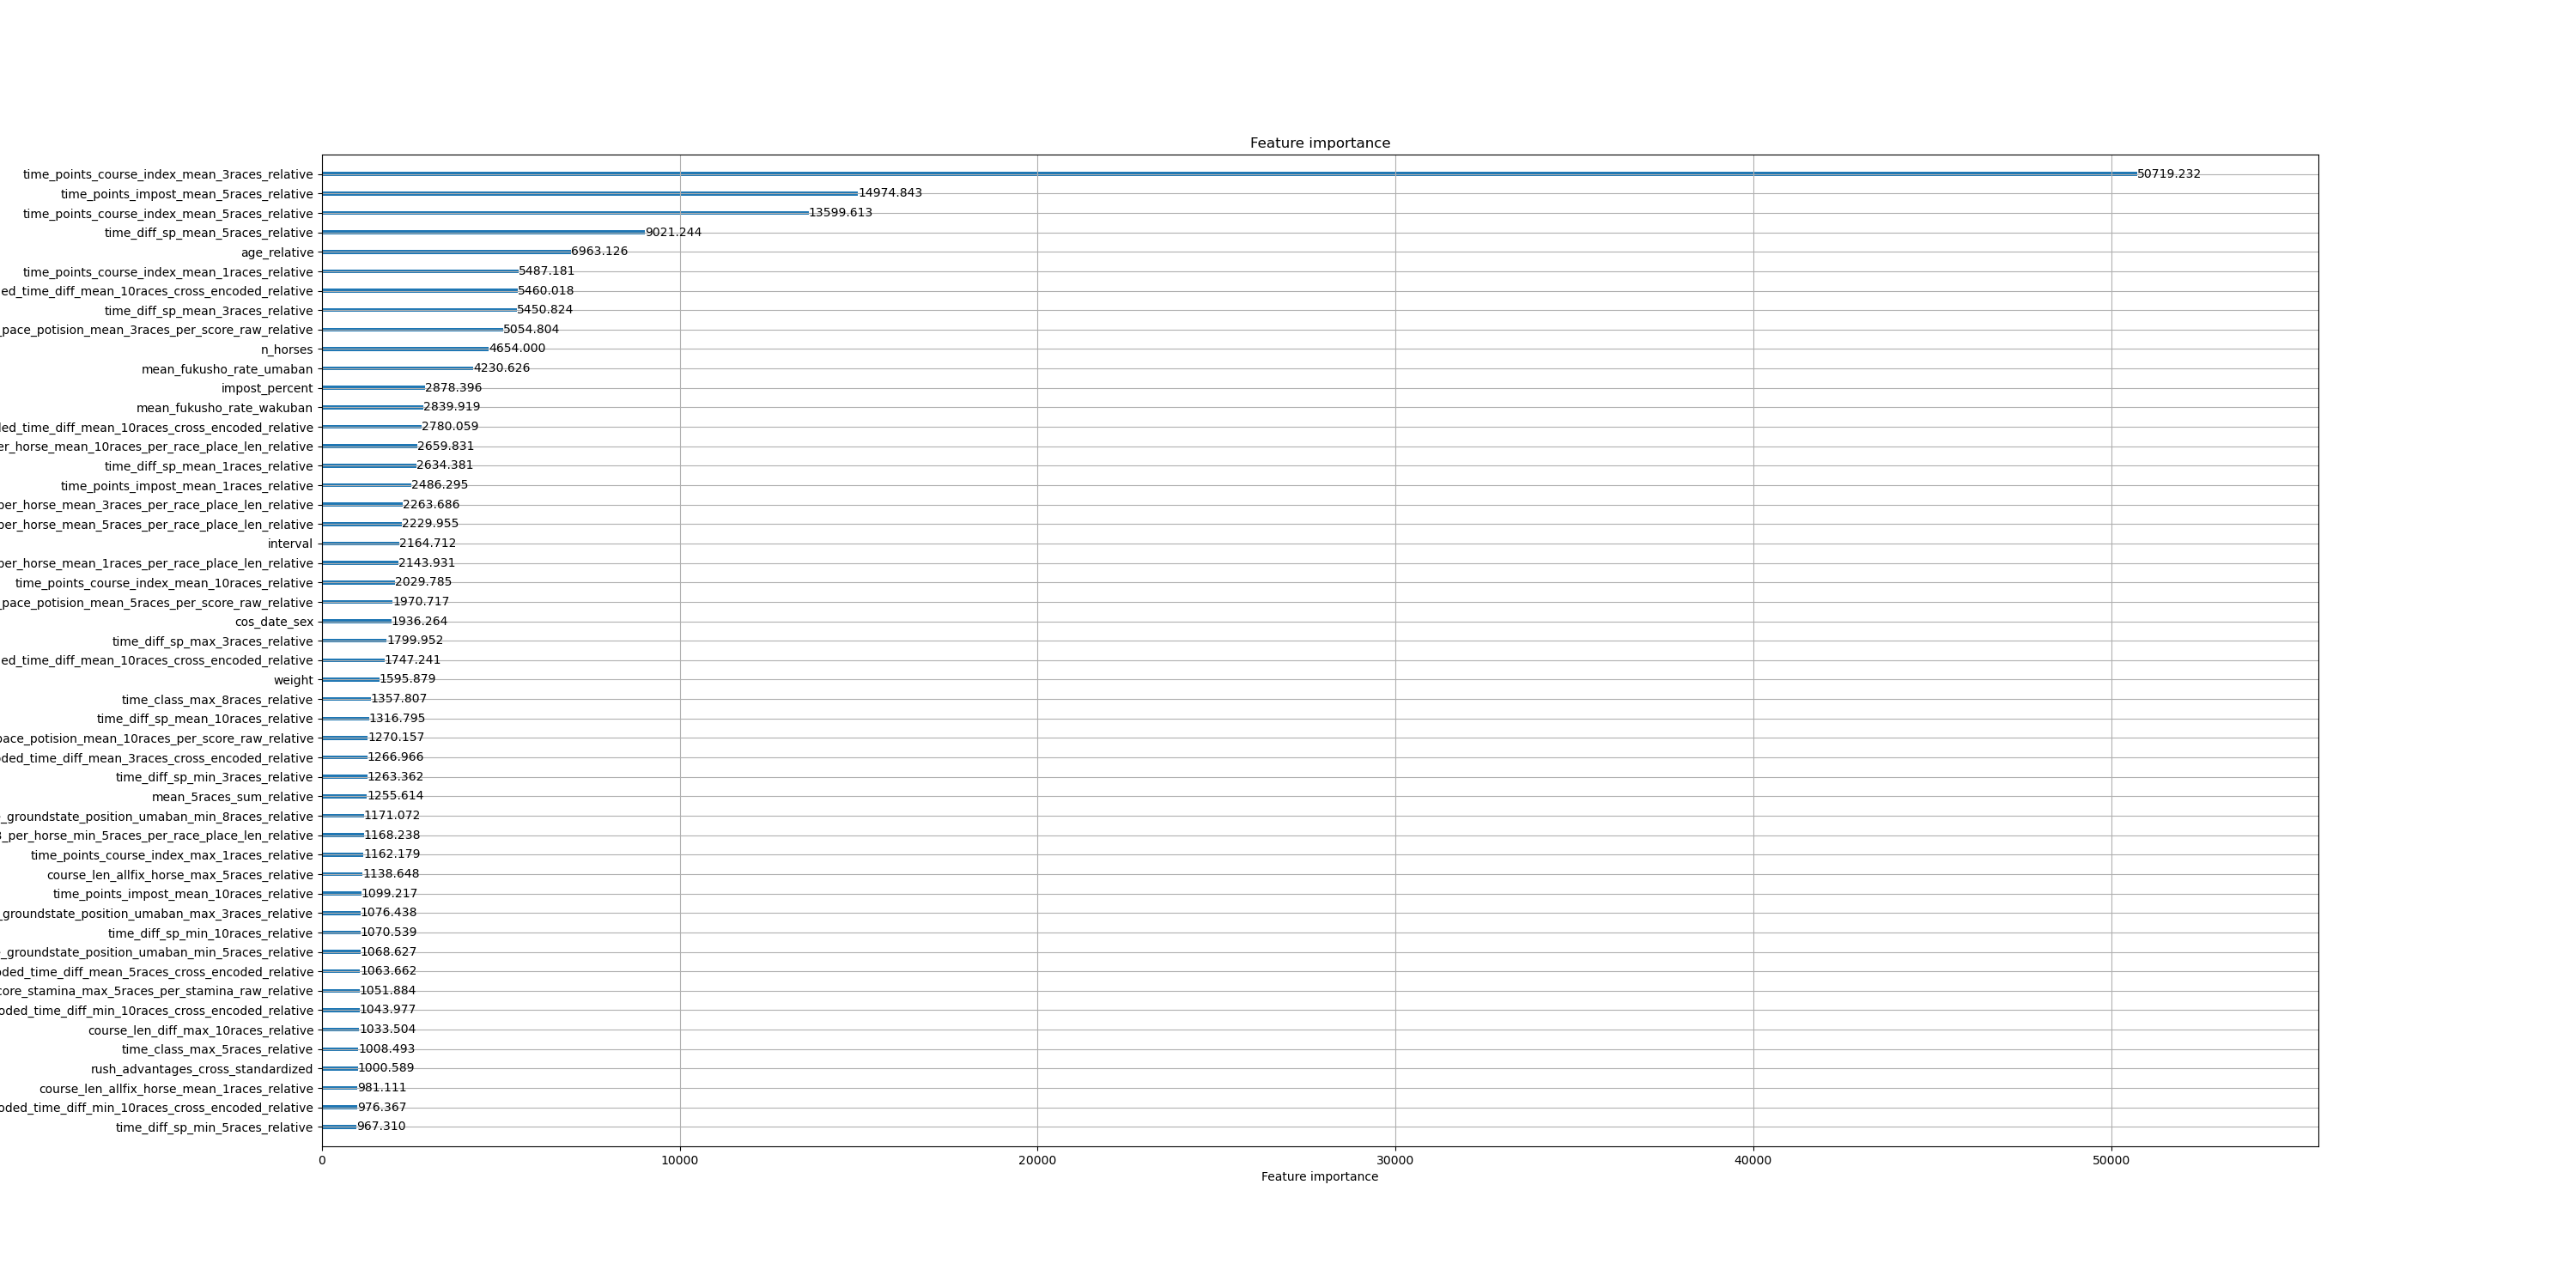 Feature importance
time_points_course_index_mean_3races_relative 50719.232
time_points_impost_mean_5races_relative 14974.843
time_points_course_index_mean_5races_relative 13599.613
time_diff_sp_mean_5races_relative 9021.244
age_relative 6963.126
time_points_course_index_mean_1races_relative 5487.181
ed_time_diff_mean_10races_cross_encoded_relative 5460.018
time_diff_sp_mean_3races_relative 5450.824
_pace_potision_mean_3races_per_score_raw_relative 5054.804
n_horses 4654.000
mean_fukusho_rate_umaban 4230.626
impost_percent 2878.396
mean_fukusho_rate_wakuban 2839.919
led_time_diff_mean_10races_cross_encoded_relative 2780.059
er_horse_mean_10races_per_race_place_len_relative 2659.831
time_diff_sp_mean_1races_relative 2634.381
time_points_impost_mean_1races_relative 2486.295
per_horse_mean_3races_per_race_place_len_relative 2263.686
per_horse_mean_5races_per_race_place_len_relative 2229.955
interval 2164.712
per_horse_mean_1races_per_race_place_len_relative 2143.931
time_points_course_index_mean_10races_relative 2029.785
_pace_potision_mean_5races_per_score_raw_relative 1970.717
cos_date_sex 1936.264
time_diff_sp_max_3races_relative 1799.952
ed_time_diff_mean_10races_cross_encoded_relative 1747.241
weight 1595.879
time_class_max_8races_relative 1357.807
time_diff_sp_mean_10races_relative 1316.795
pace_potision_mean_10races_per_score_raw_relative 1270.157
ded_time_diff_mean_3races_cross_encoded_relative 1266.966
time_diff_sp_min_3races_relative 1263.362
mean_5races_sum_relative 1255.614
_groundstate_position_umaban_min_8races_relative 1171.072
3_per_horse_min_5races_per_race_place_len_relative 1168.238
time_points_course_index_max_1races_relative 1162.179
course_len_allfix_horse_max_5races_relative 1138.648
time_points_impost_mean_10races_relative 1099.217
_groundstate_position_umaban_max_3races_relative 1076.438
time_diff_sp_min_10races_relative 1070.539
_groundstate_position_umaban_min_5races_relative 1068.627
oded_time_diff_mean_5races_cross_encoded_relative 1063.662
core_stamina_max_5races_per_stamina_raw_relative 1051.884
oded_time_diff_min_10races_cross_encoded_relative 1043.977
course_len_diff_max_10races_relative 1033.504
time_class_max_5races_relative 1008.493
rush_advantages_cross_standardized 1000.589
course_len_allfix_horse_mean_1races_relative 981.111
oded_time_diff_min_10races_cross_encoded_relative 976.367
time_diff_sp_min_5races_relative 967.310
0 10000 20000 30000 40000 50000
Feature importance